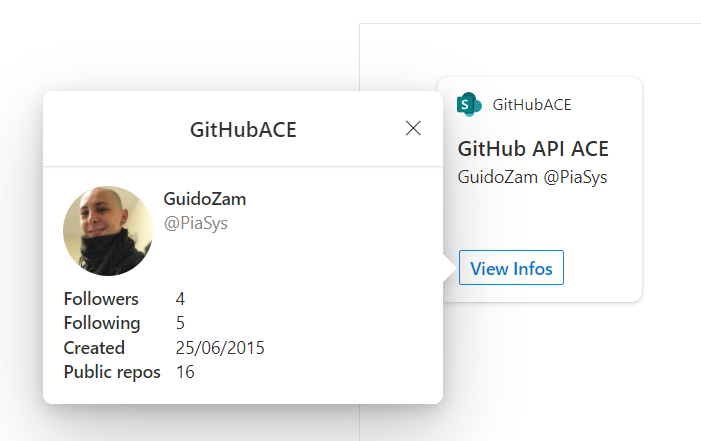 GitHubACE
GuidoZam
@PiaSys
Followers 4
Following 5
Created 25/06/2015
Public repos 16
S GitHubACE
GitHub API ACE
GuidoZam @PiaSys
View Infos